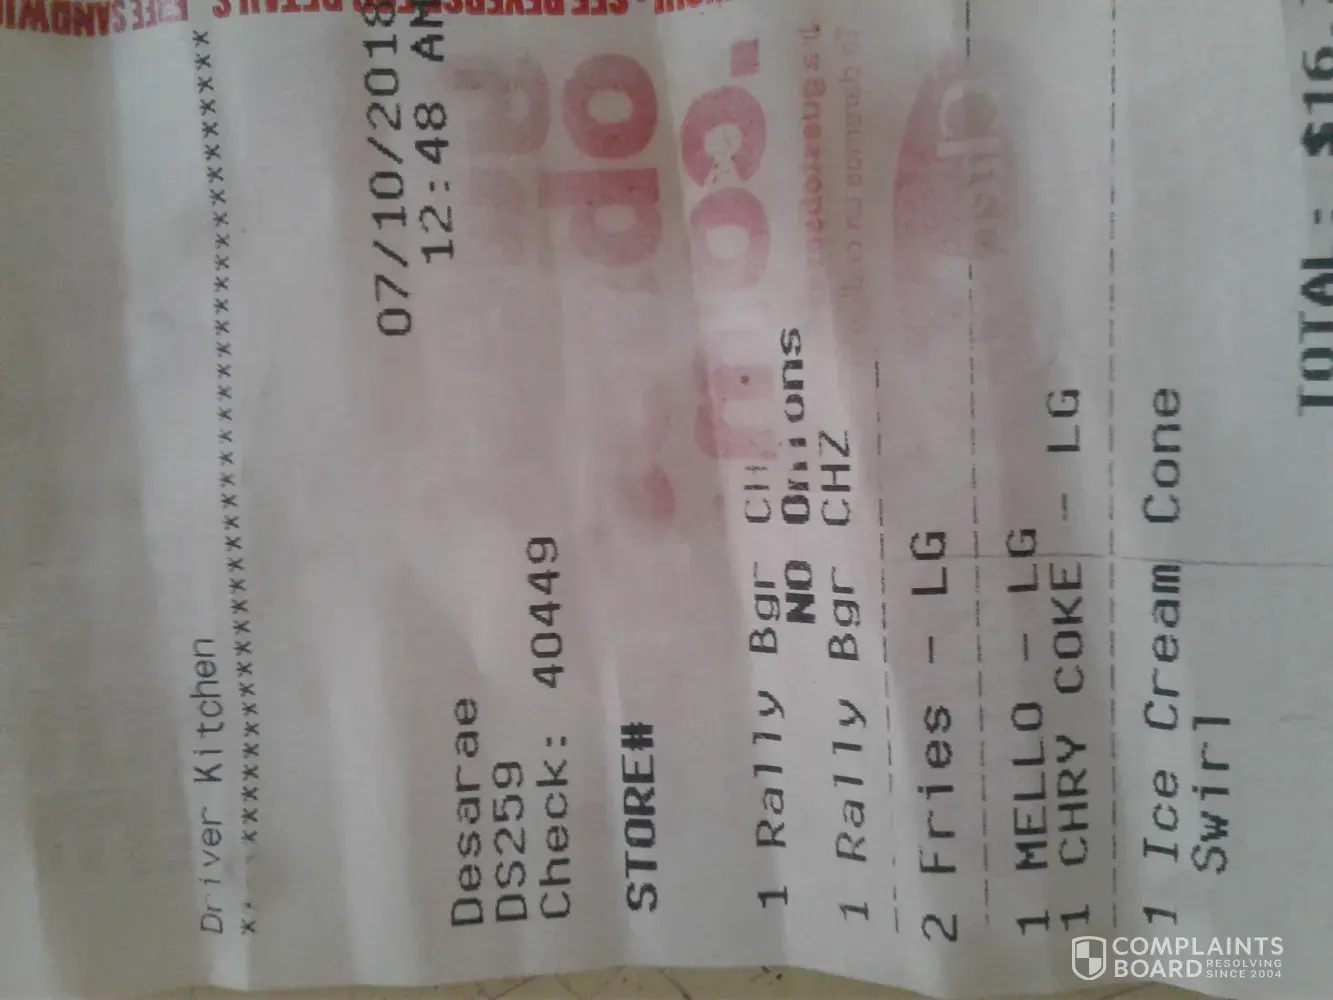 Driver Kitchen
07/10/2018
12:48 AM
Desarae
DS259
Check: 40449
STORE#
1 Rally Bgr CH
NO Onions
1 Rally Bgr CHZ
2 Fries - LG
1 MELLO - LG
1 CHRY COKE - LG
1 Ice Cream Cone
Swirl
TOTAL: $16.
COMPLAINTS
BOARD RESOLVING
SINCE 2004